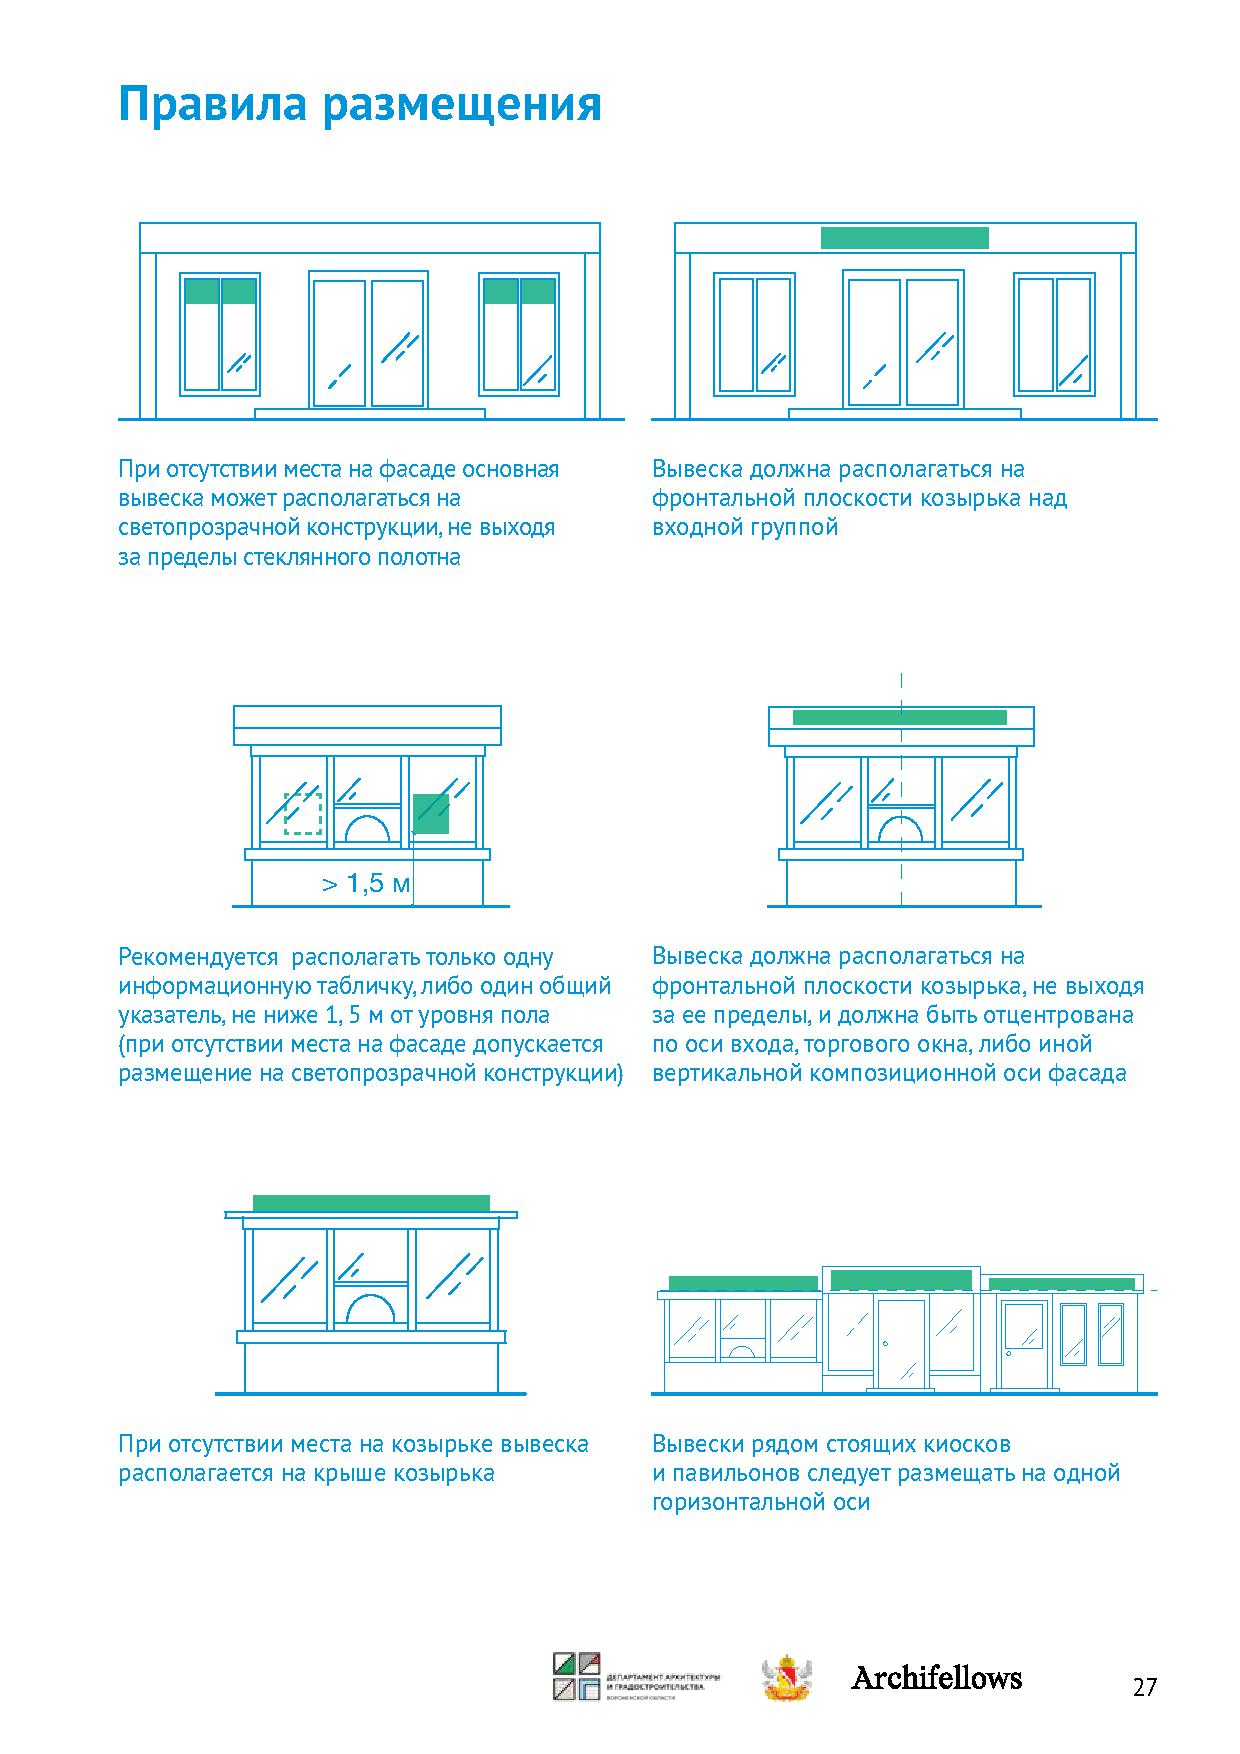 Правила размещения
При отсутствии места на фасаде основная
вывеска может располагаться на
светопрозрачной конструкции, не выходя
за пределы стеклянного полотна
Вывеска должна располагаться на
фронтальной плоскости козырька над
входной группой
> 1,5 м
Рекомендуется располагать только одну
информационную табличку, либо один общий
указатель, не ниже 1, 5 м от уровня пола
(при отсутствии места на фасаде допускается
размещение на светопрозрачной конструкции)
Вывеска должна располагаться на
фронтальной плоскости козырька, не выходя
за ее пределы, и должна быть отцентрована
по оси входа, торгового окна, либо иной
вертикальной композиционной оси фасада
При отсутствии места на козырьке вывеска
располагается на крыше козырька
Вывески рядом стоящих киосков
и павильонов следует размещать на одной
горизонтальной оси
ДЕПАРТАМЕНТ АРХИТЕКТУРЫ
И ГРАДОСТРОИТЕЛЬСТВА
ВОРОНЕЖСКОЙ ОБЛАСТИ
Archifellows
27